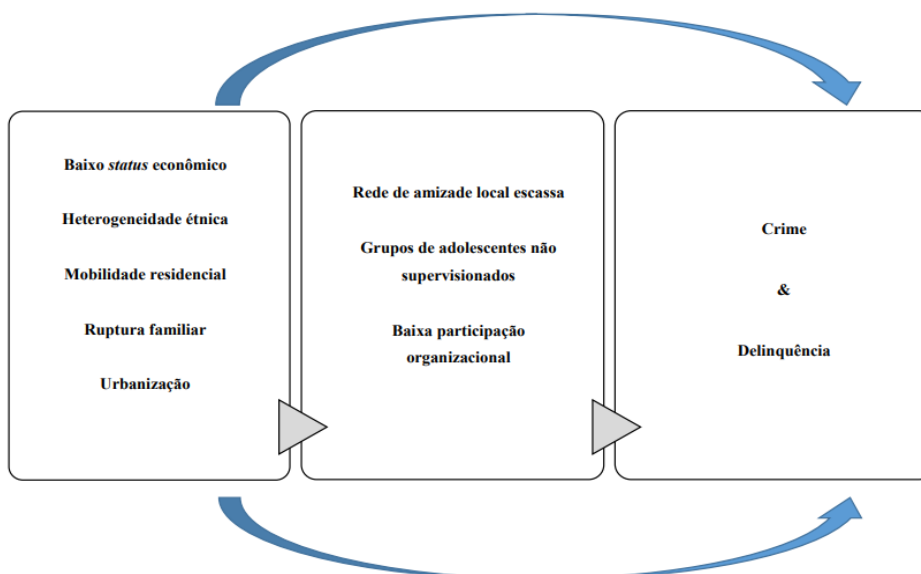 Baixo status econômico
Heterogeneidade étnica
Mobilidade residencial
Ruptura familiar
Urbanização
Rede de amizade local escassa
Grupos de adolescentes não
supervisionados
Baixa participação
organizacional
Crime
&
Delinquência